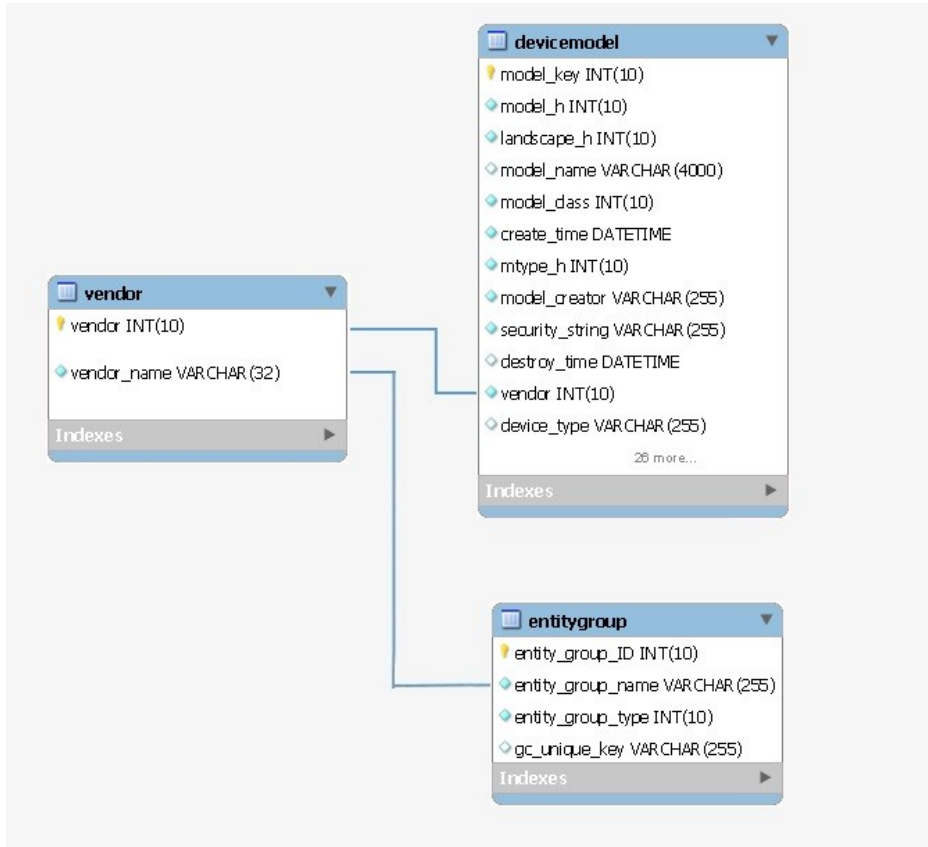 devicemodel
model_key INT(10)
model_h INT(10)
landscape_h INT(10)
model_name VARCHAR(4000)
model_class INT(10)
create_time DATETIME
mtype_h INT(10)
model_creator VARCHAR(255)
security_string VARCHAR(255)
destroy_time DATETIME
vendor INT(10)
device_type VARCHAR(255)
26 more...
Indexes
vendor
vendor INT(10)
vendor_name VARCHAR(32)
Indexes
entitygroup
entity_group_ID INT(10)
entity_group_name VARCHAR(255)
entity_group_type INT(10)
gc_unique_key VARCHAR(255)
Indexes